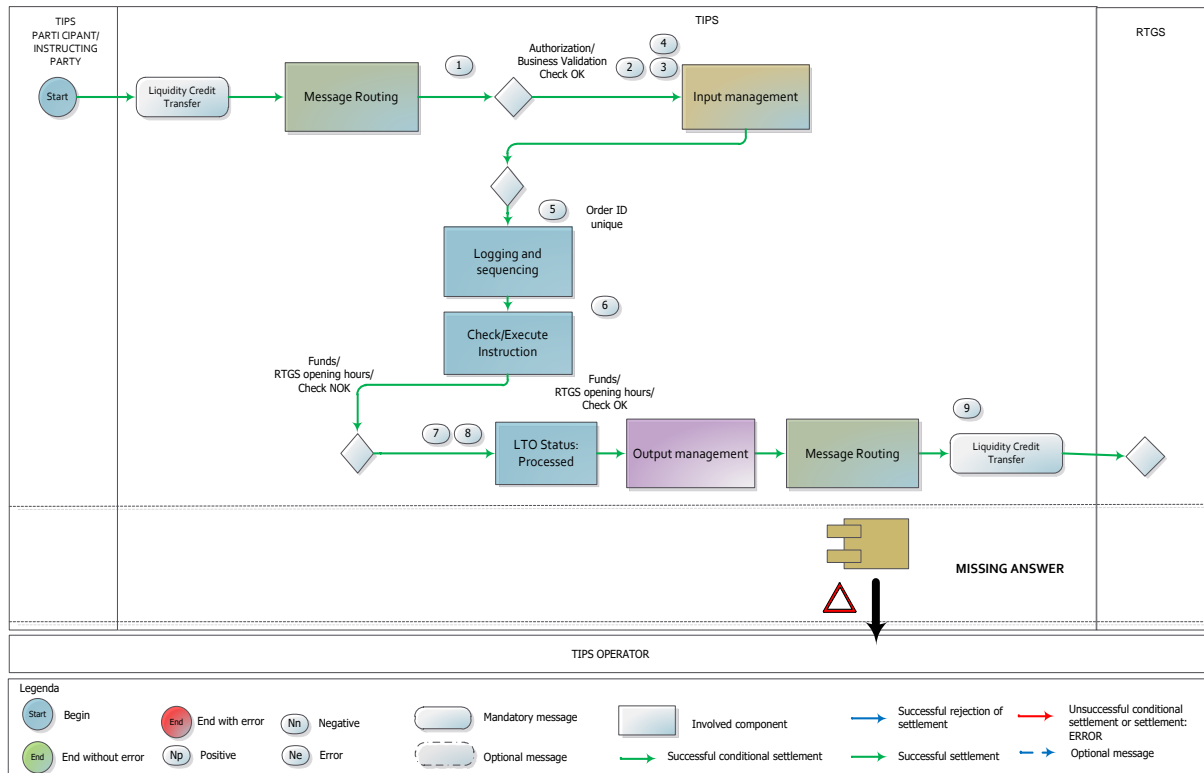 TIPS
PARTICIPANT/
INSTRUCTING
PARTY
TIPS
RTGS
Start
Liquidity Credit
Transfer
Message Routing
1
Authorization/
Business Validation
Check OK
2
4
3
Input management
5
Order ID
unique
Logging and
sequencing
6
Check/Execute
Instruction
Funds/
RTGS opening hours/
Check NOK
Funds/
RTGS opening hours/
Check OK
7
8
LTO Status:
Processed
Output management
Message Routing
9
Liquidity Credit
Transfer
MISSING ANSWER
TIPS OPERATOR
Legenda
Start
Begin
End
End with error
Nn
Negative
Mandatory message
Involved component
Successful rejection of
settlement
Unsuccessful conditional
settlement or settlement:
ERROR
End
End without error
Np
Positive
Ne
Error
Optional message
Successful conditional settlement
Successful settlement
Optional message